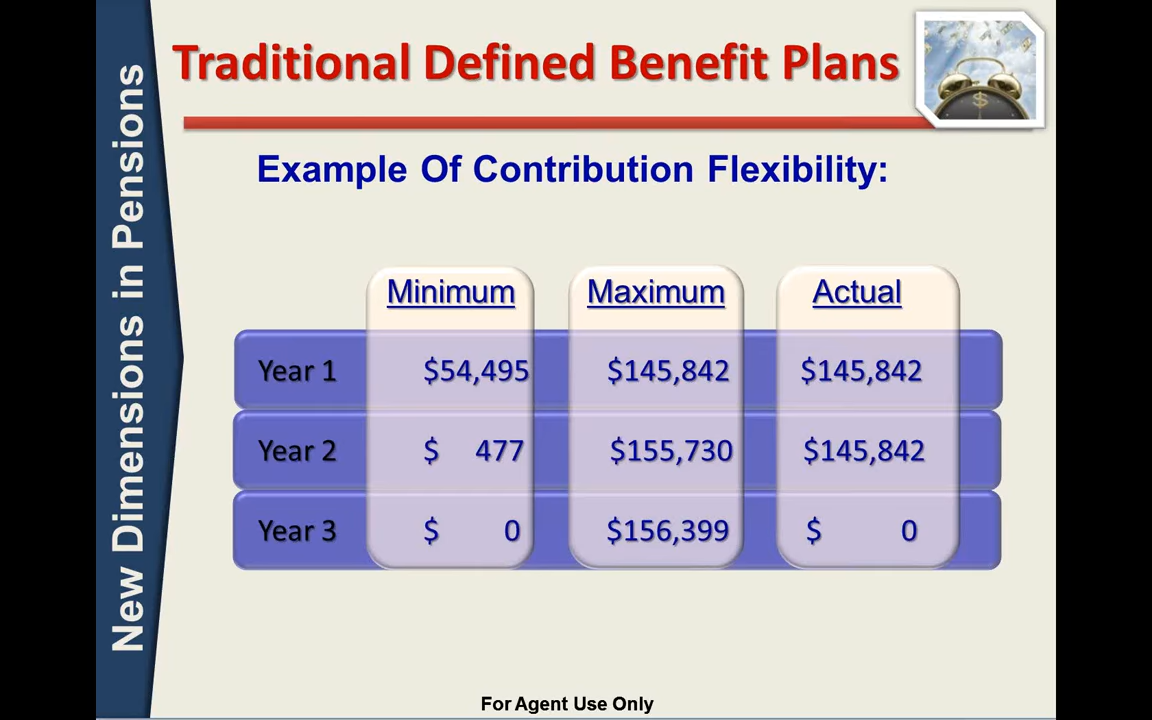 New Dimensions in Pensions
Traditional Defined Benefit Plans
$
Example Of Contribution Flexibility:
Minimum Maximum Actual
Year 1 $54,495 $145,842 $145,842
Year 2 $ 477 $155,730 $145,842
Year 3 $ 0 $156,399 $ 0
For Agent Use Only